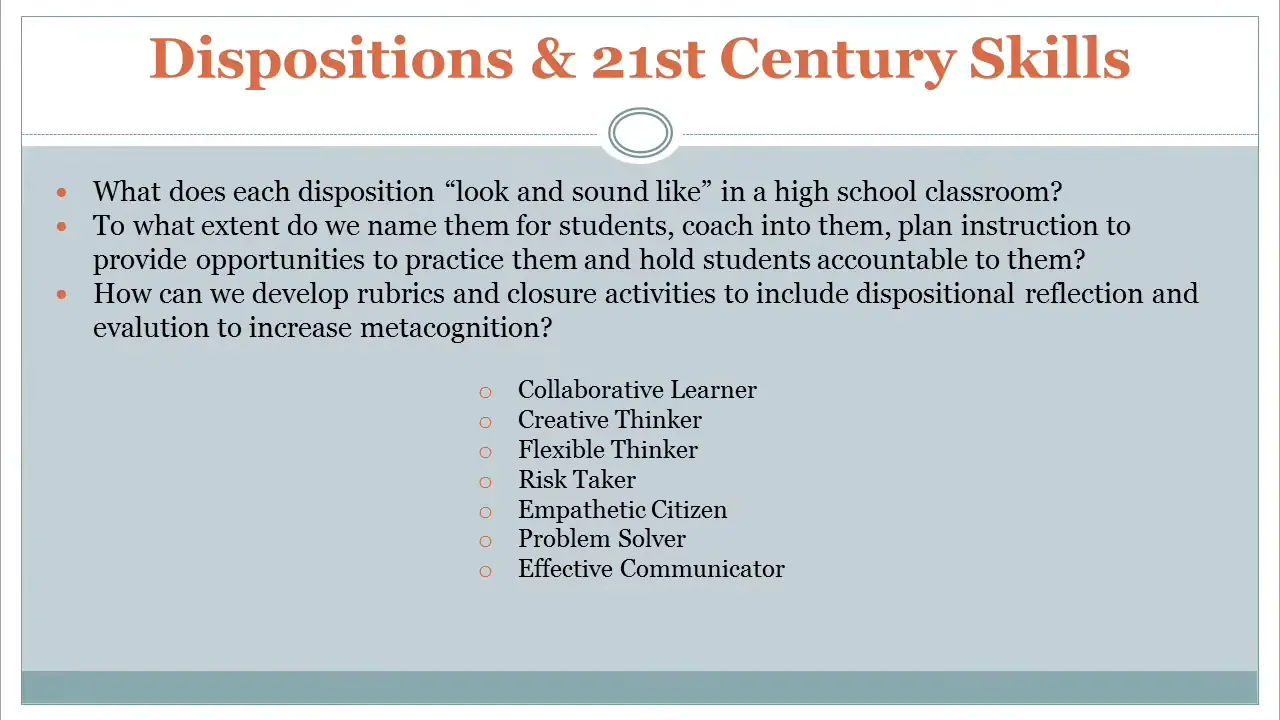 Dispositions & 21st Century Skills
• What does each disposition “look and sound like” in a high school classroom?
• To what extent do we name them for students, coach into them, plan instruction to
provide opportunities to practice them and hold students accountable to them?
• How can we develop rubrics and closure activities to include dispositional reflection and
evalution to increase metacognition?
o Collaborative Learner
o Creative Thinker
o Flexible Thinker
o Risk Taker
o Empathetic Citizen
o Problem Solver
o Effective Communicator